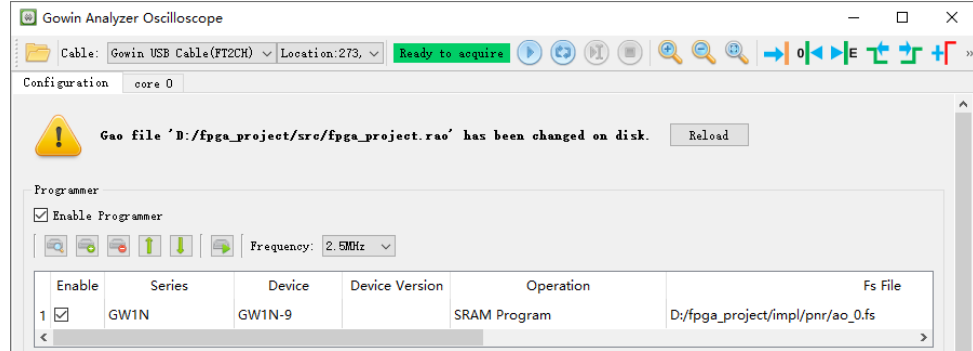 Gowin Analyzer Oscilloscope
Cable: Gowin USB Cable(FT2CH) Location:273, Ready to acquire 0 E »
Configuration core 0
! Gao file 'D:/fpga_project/src/fpga_project.rao' has been changed on disk. Reload
Programmer
Enable Programmer
Frequency: 2.5MHz
Enable Series Device Device Version Operation Fs File
1 GW1N GW1N-9 SRAM Program D:/fpga_project/impl/pnr/ao_0.fs